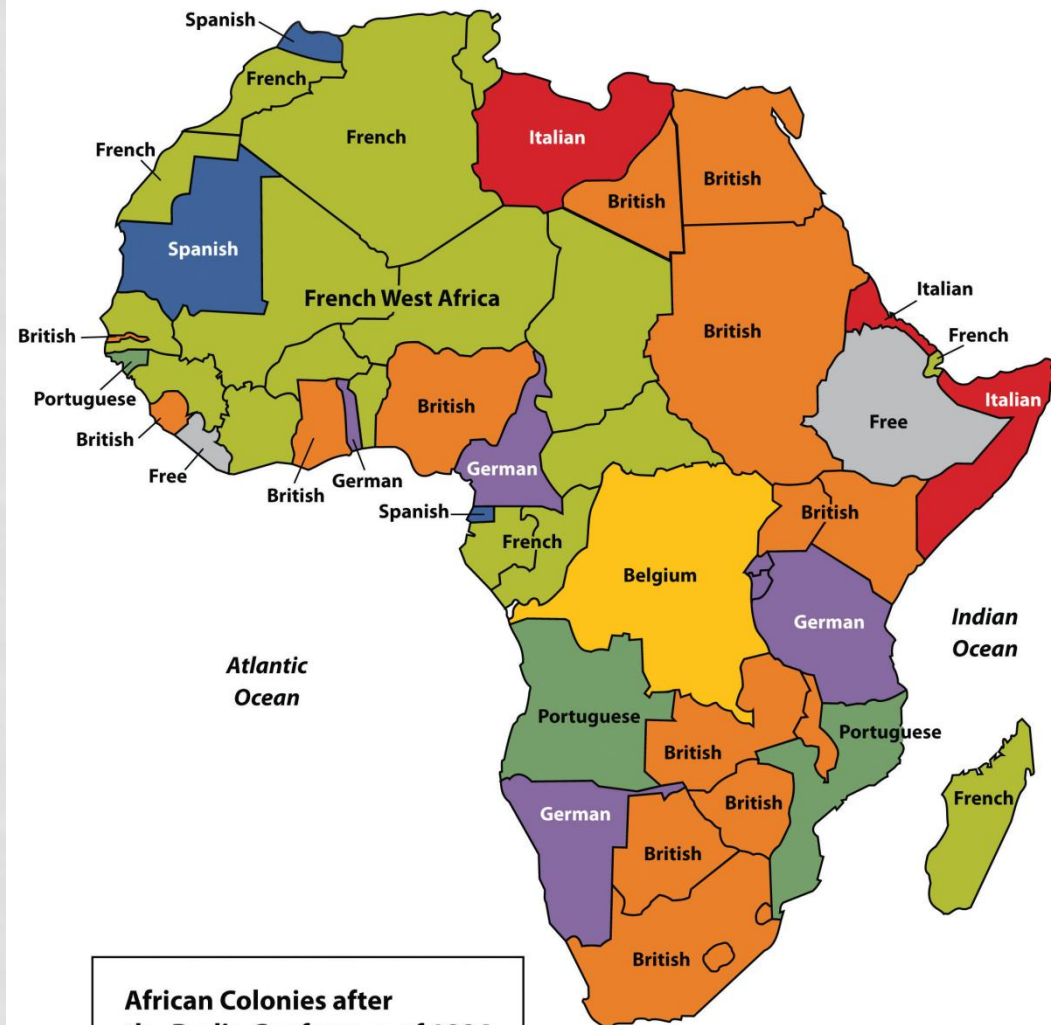 Spanish
French
French
French
Italian
British
British
Spanish
French West Africa
British
Italian
French
Italian
British
Portuguese
British
Free
British
German
British
German
Free
Spanish
French
British
Belgium
German
Indian
Ocean
Atlantic
Ocean
Portuguese
Portuguese
British
British
French
German
British
British
African Colonies after